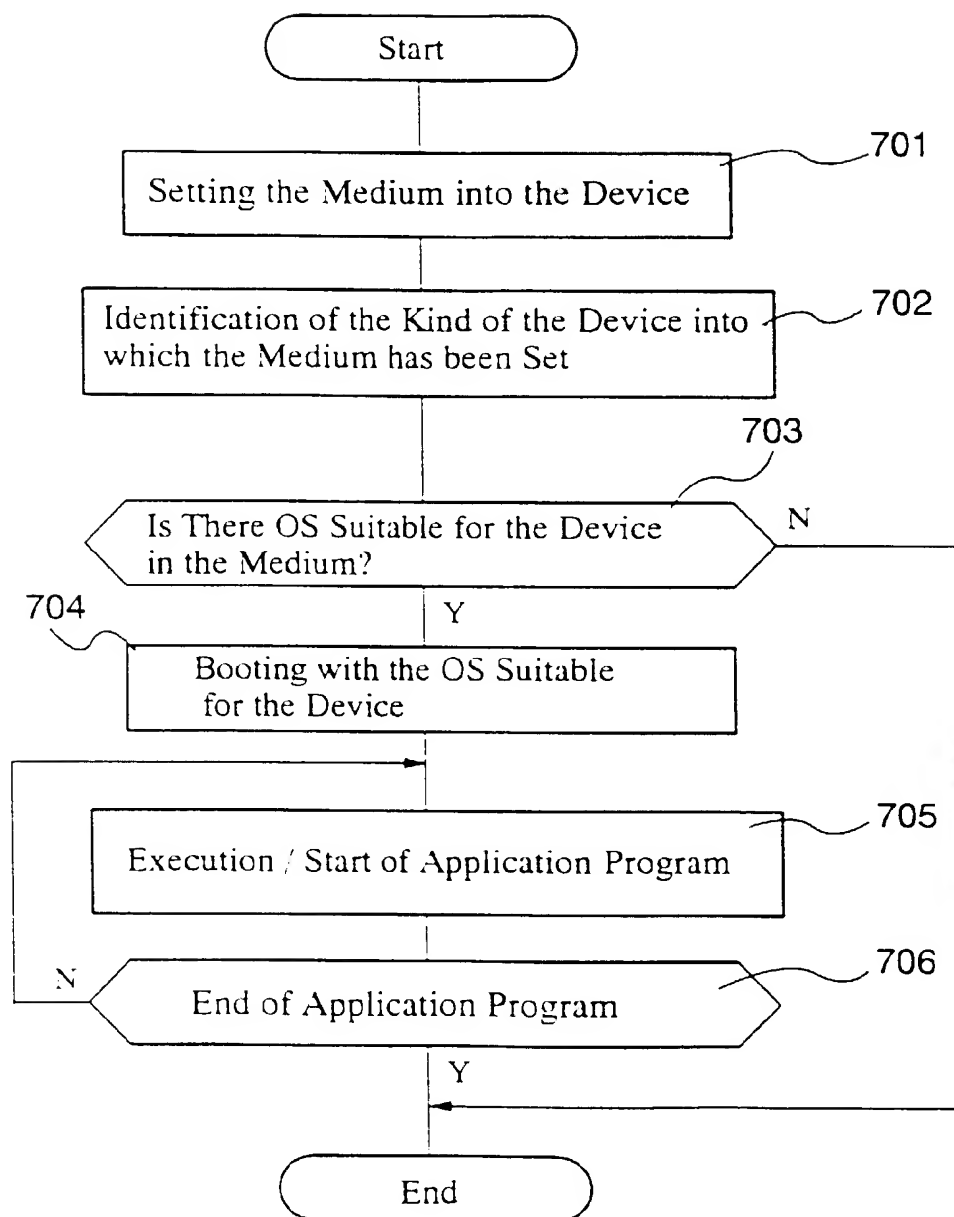 Start
701
Setting the Medium into the Device
702
Identification of the Kind of the Device into
which the Medium has been Set
703
Is There OS Suitable for the Device
in the Medium?
N
Y
704
Booting with the OS Suitable
for the Device
705
Execution / Start of Application Program
706
N
End of Application Program
Y
End